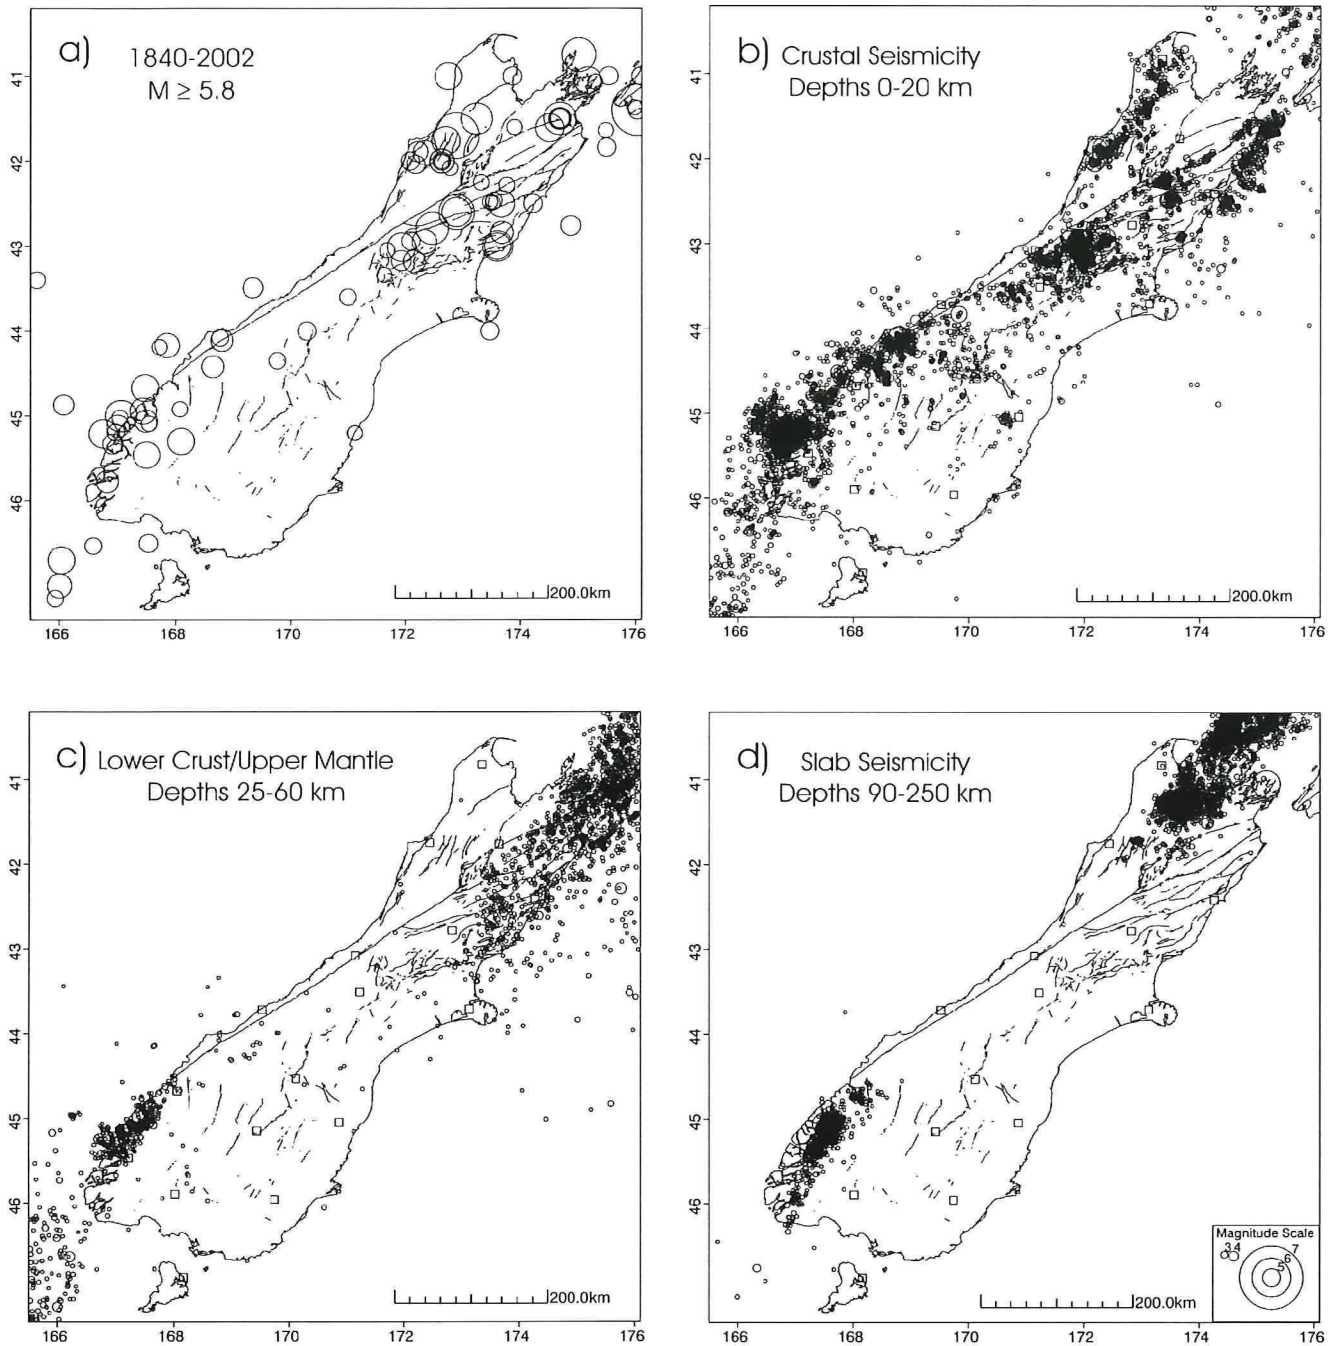 a) 1840-2002
M ≥ 5.8
41
42
43
44
45
46
200.0km
166 168 170 172 174 176
b) Crustal Seismicity
Depths 0-20 km
41
42
43
44
45
46
200.0km
166 168 170 172 174 176
c) Lower Crust/Upper Mantle
Depths 25-60 km
41
42
43
44
45
46
200.0km
166 168 170 172 174 176
d) Slab Seismicity
Depths 90-250 km
41
42
43
44
45
46
200.0km
Magnitude Scale
3 4 5 6 7
166 168 170 172 174 176